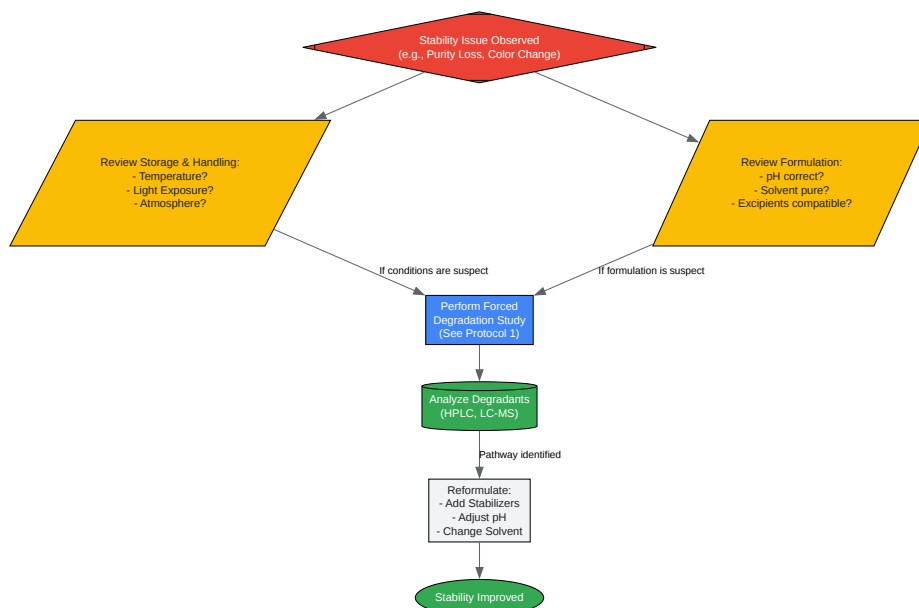 Stability Issue Observed
(e.g., Purity Loss, Color Change)
Review Storage & Handling:
- Temperature?
- Light Exposure?
- Atmosphere?
Review Formulation:
- pH correct?
- Solvent pure?
- Excipients compatible?
If conditions are suspect
If formulation is suspect
Perform Forced
Degradation Study
(See Protocol 1)
Analyze Degradants
(HPLC, LC-MS)
Pathway identified
Reformulate:
- Add Stabilizers
- Adjust pH
- Change Solvent
Stability Improved